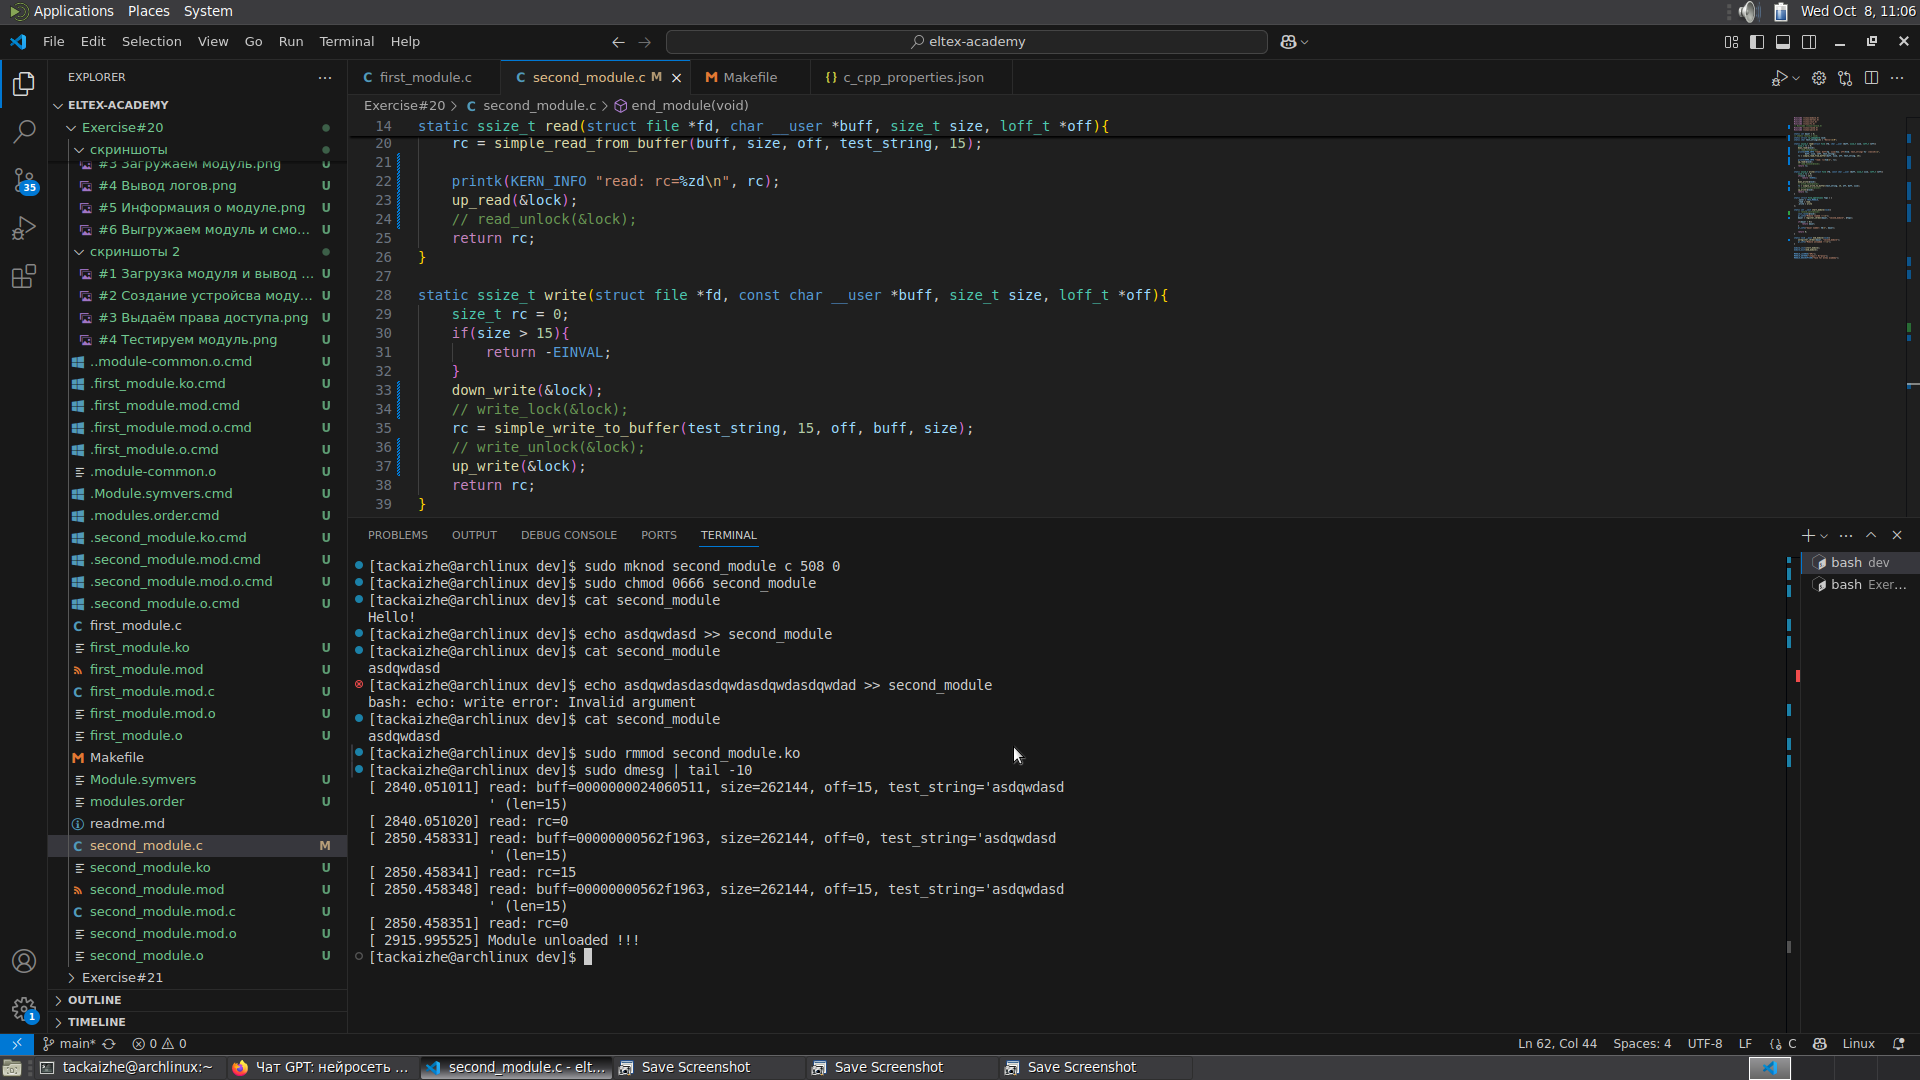 Applications Places System Wed Oct 8, 11:06
File Edit Selection View Go Run Terminal Help eltex-academy
EXPLORER
first_module.c second_module.c M Makefile c_cpp_properties.json
ELTEX-ACADEMY
Exercise#20
скриншоты
#3 Загружаем модуль.png U
#4 Вывод логов.png U
#5 Информация о модуле.png U
#6 Выгружаем модуль и смо... U
скриншоты 2
#1 Загрузка модуля и вывод ... U
#2 Создание устройсва моду... U
#3 Выдаём права доступа.png U
#4 Тестируем модуль.png U
..module-common.o.cmd U
.first_module.ko.cmd U
.first_module.mod.cmd U
.first_module.mod.o.cmd U
.first_module.o.cmd U
.module-common.o U
.Module.symvers.cmd U
.modules.order.cmd U
.second_module.ko.cmd U
.second_module.mod.cmd U
.second_module.mod.o.cmd U
.second_module.o.cmd U
first_module.c
first_module.ko U
first_module.mod U
first_module.mod.c U
first_module.mod.o U
first_module.o U
Makefile
Module.symvers U
modules.order U
readme.md
second_module.c M
second_module.ko U
second_module.mod U
second_module.mod.c U
second_module.mod.o U
second_module.o U
Exercise#21
OUTLINE
TIMELINE
35
1
Exercise#20 > second_module.c > end_module(void)
14 static ssize_t read(struct file *fd, char __user *buff, size_t size, loff_t *off){
20 rc = simple_read_from_buffer(buff, size, off, test_string, 15);
21
22 printk(KERN_INFO "read: rc=%zd\n", rc);
23 up_read(&lock);
24 // read_unlock(&lock);
25 return rc;
26 }
27
28 static ssize_t write(struct file *fd, const char __user *buff, size_t size, loff_t *off){
29 size_t rc = 0;
30 if(size > 15){
31 return -EINVAL;
32 }
33 down_write(&lock);
34 // write_lock(&lock);
35 rc = simple_write_to_buffer(test_string, 15, off, buff, size);
36 // write_unlock(&lock);
37 up_write(&lock);
38 return rc;
39 }
PROBLEMS OUTPUT DEBUG CONSOLE PORTS TERMINAL
[tackaizhe@archlinux dev]$ sudo mknod second_module c 508 0
[tackaizhe@archlinux dev]$ sudo chmod 0666 second_module
[tackaizhe@archlinux dev]$ cat second_module
Hello!
[tackaizhe@archlinux dev]$ echo asdqwdasd >> second_module
[tackaizhe@archlinux dev]$ cat second_module
asdqwdasd
[tackaizhe@archlinux dev]$ echo asdqwdasdasdqwdasdqwdasdqwdad >> second_module
bash: echo: write error: Invalid argument
[tackaizhe@archlinux dev]$ cat second_module
asdqwdasd
[tackaizhe@archlinux dev]$ sudo rmmod second_module.ko
[tackaizhe@archlinux dev]$ sudo dmesg | tail -10
[ 2840.051011] read: buff=0000000024060511, size=262144, off=15, test_string='asdqwdasd
' (len=15)
[ 2840.051020] read: rc=0
[ 2850.458331] read: buff=00000000562f1963, size=262144, off=0, test_string='asdqwdasd
' (len=15)
[ 2850.458341] read: rc=15
[ 2850.458348] read: buff=00000000562f1963, size=262144, off=15, test_string='asdqwdasd
' (len=15)
[ 2850.458351] read: rc=0
[ 2915.995525] Module unloaded !!!
[tackaizhe@archlinux dev]$
bash dev
bash Exer...
main* 0 0 Ln 62, Col 44 Spaces: 4 UTF-8 LF C Linux
tackaizhe@archlinux:~ Чат GPT: нейросеть ... second_module.c - elt... Save Screenshot Save Screenshot Save Screenshot